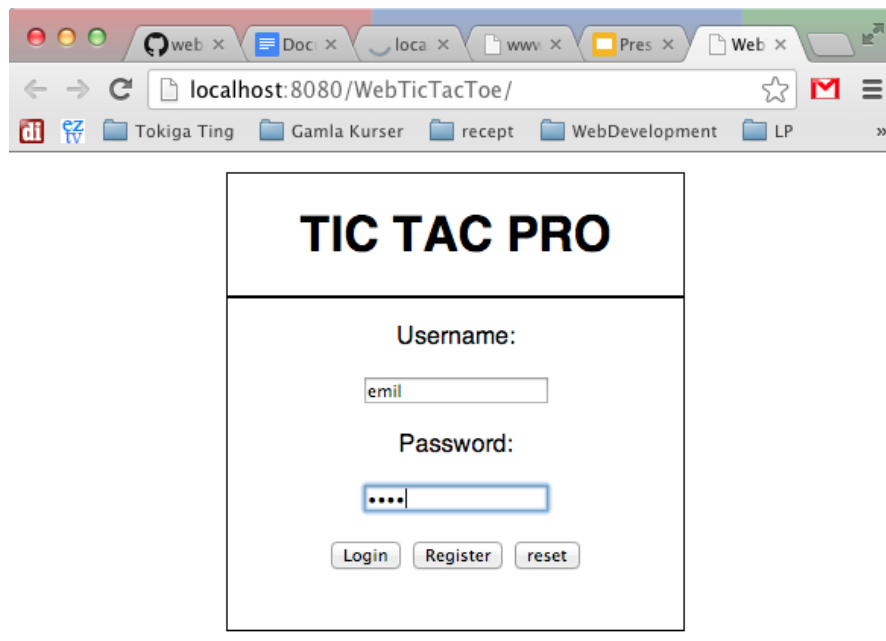 web Doc loca www Pres Web
localhost:8080/WebTicTacToe/
di ez tv Tokiga Ting Gamla Kurser recept WebDevelopment LP »
TIC TAC PRO
Username:
emil
Password:
••••
Login Register reset